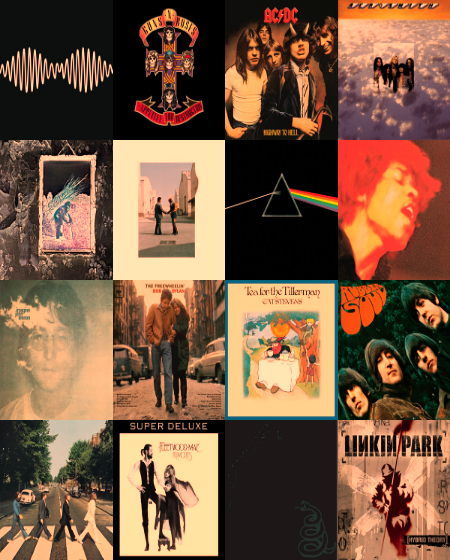 GUNS N' ROSES
APPETITE FOR DESTRUCTION
AC/DC
HIGHWAY TO HELL
THE FREEWHEELIN'
BOB DYLAN
Tea for the Tillerman
CAT STEVENS
RUBBER
SOUL
SUPER DELUXE
FLEETWOOD MAC
RUMOURS
LINKIN PARK
HYBRID THEORY